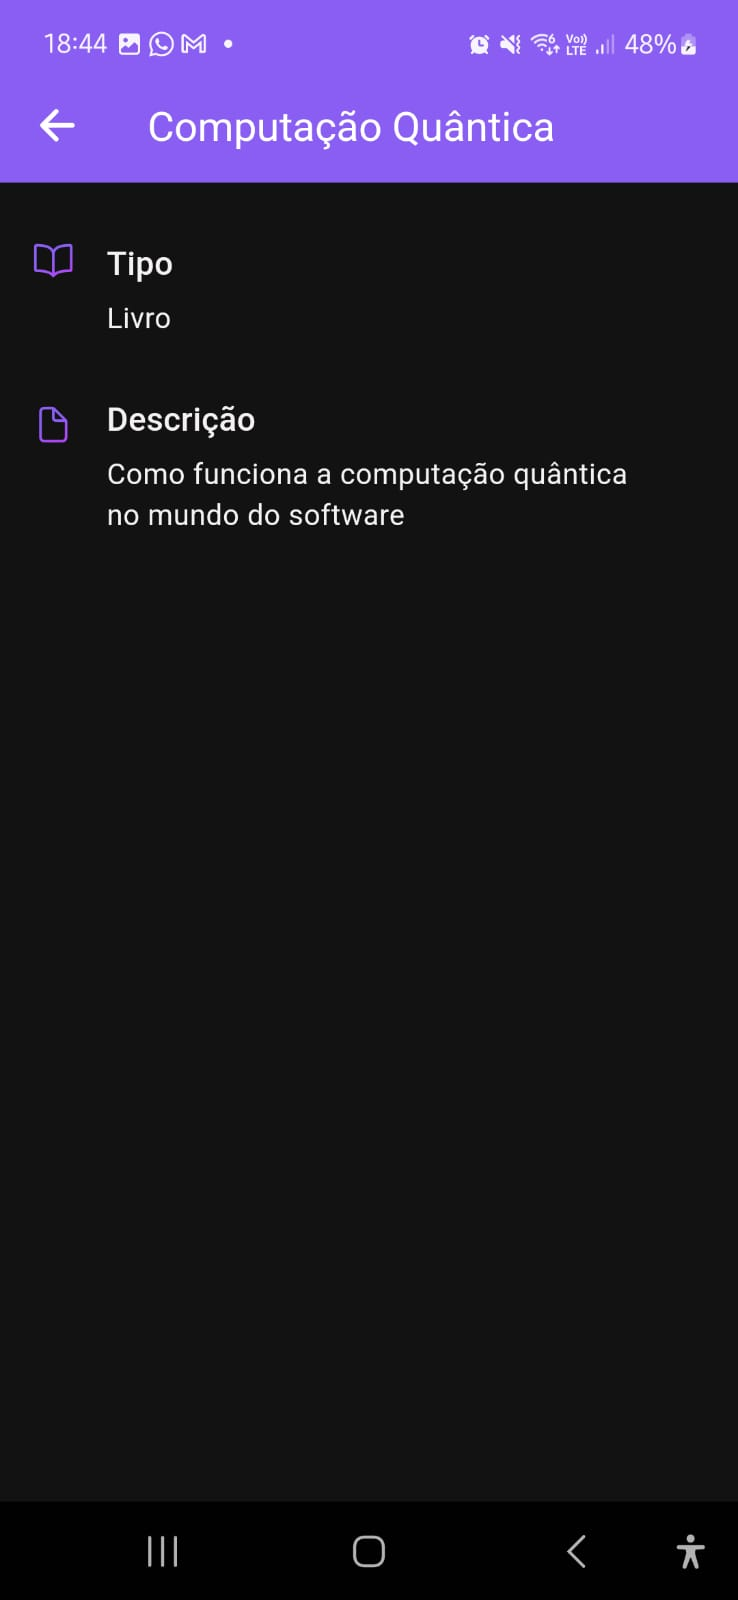 18:44
Vo)) LTE 48%
Computação Quântica
Tipo
Livro
Descrição
Como funciona a computação quântica
no mundo do software